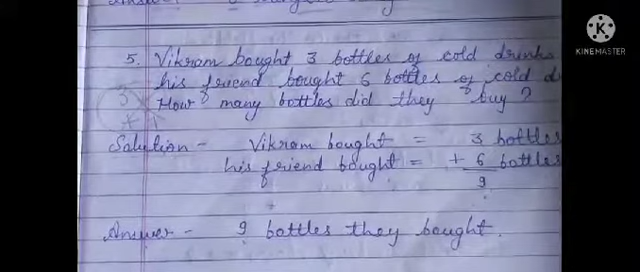 5. Vikram bought 3 bottles of cold drinks
his friend bought 6 bottles of cold d
How many bottles did they buy ?
Solution - Vikram bought = 3 bottles
his friend bought = + 6 bottles
9
Answer - 9 bottles they bought.
K
KINEMASTER